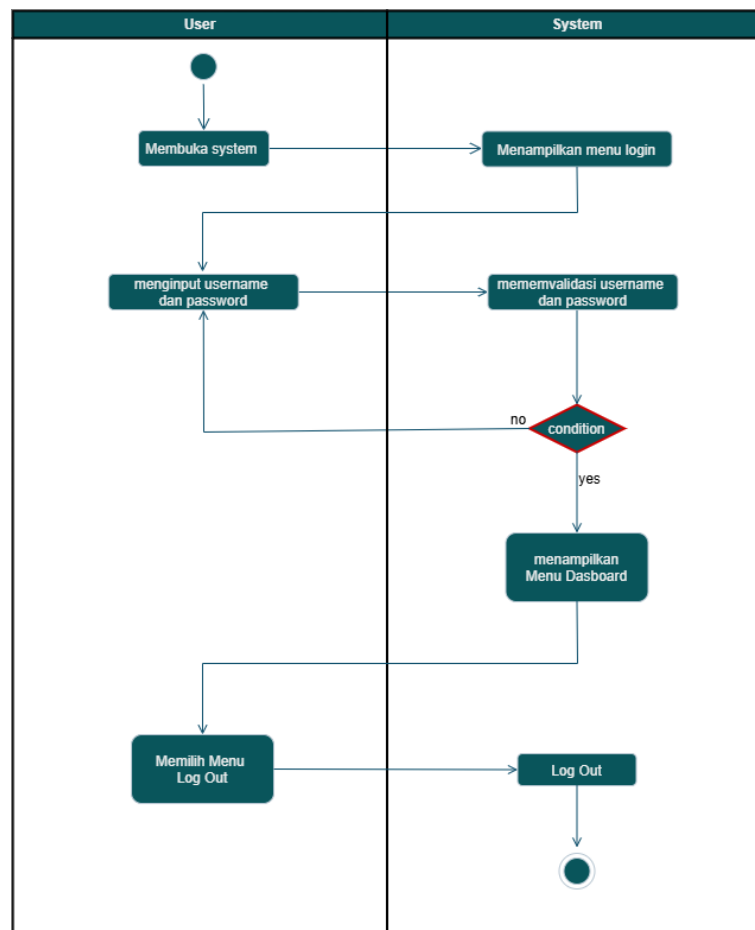 User
System
Membuka system
Menampilkan menu login
menginput username
dan password
mememvalidasi username
dan password
no
condition
yes
menampilkan
Menu Dasboard
Memilih Menu
Log Out
Log Out